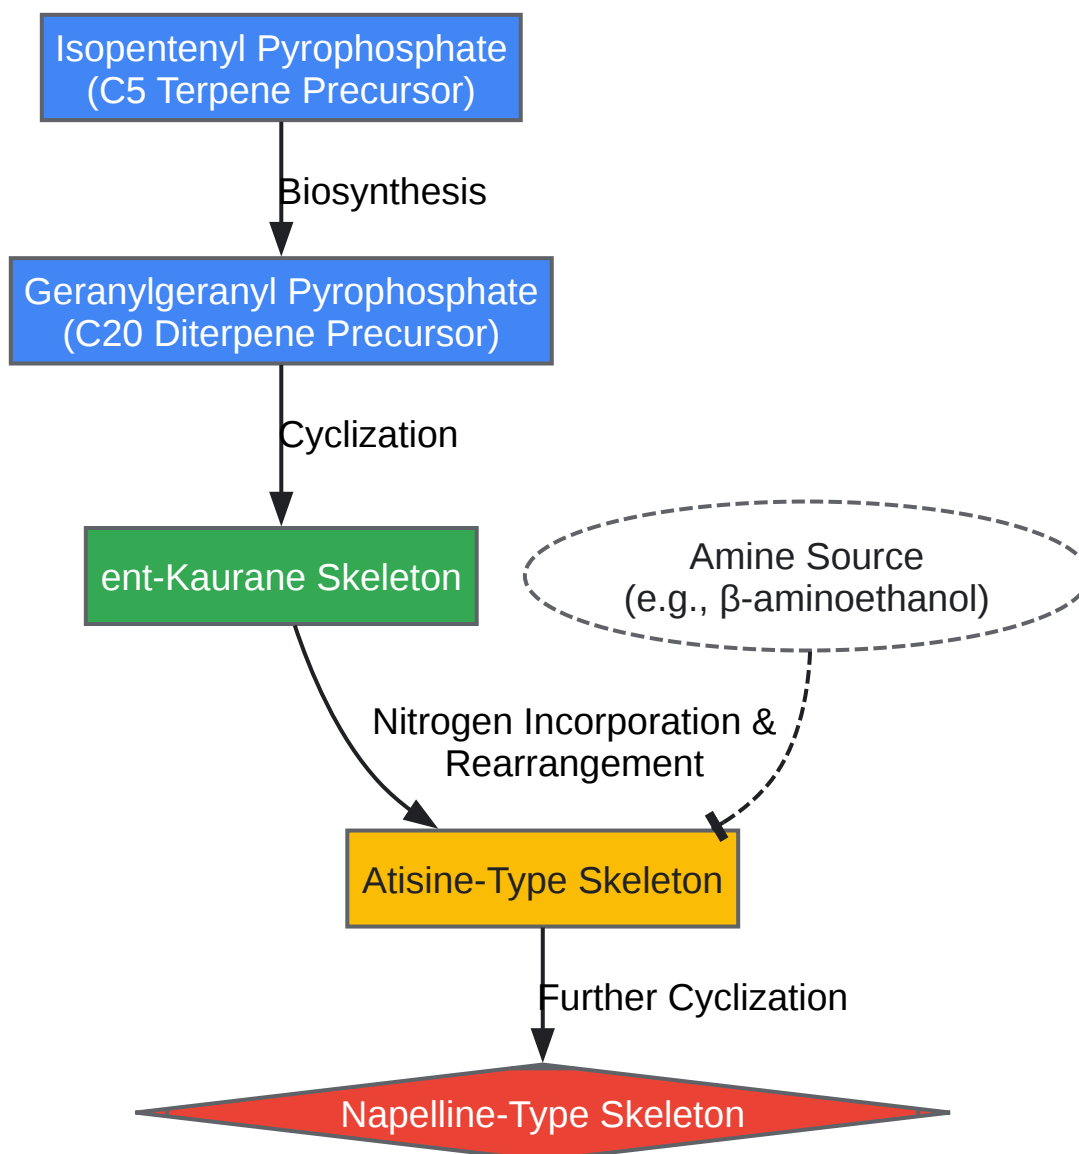 Isopentenyl Pyrophosphate
(C5 Terpene Precursor)
Biosynthesis
Geranylgeranyl Pyrophosphate
(C20 Diterpene Precursor)
Cyclization
ent-Kaurane Skeleton
Amine Source
(e.g., β-aminoethanol)
Nitrogen Incorporation &
Rearrangement
Atisine-Type Skeleton
Further Cyclization
Napelline-Type Skeleton